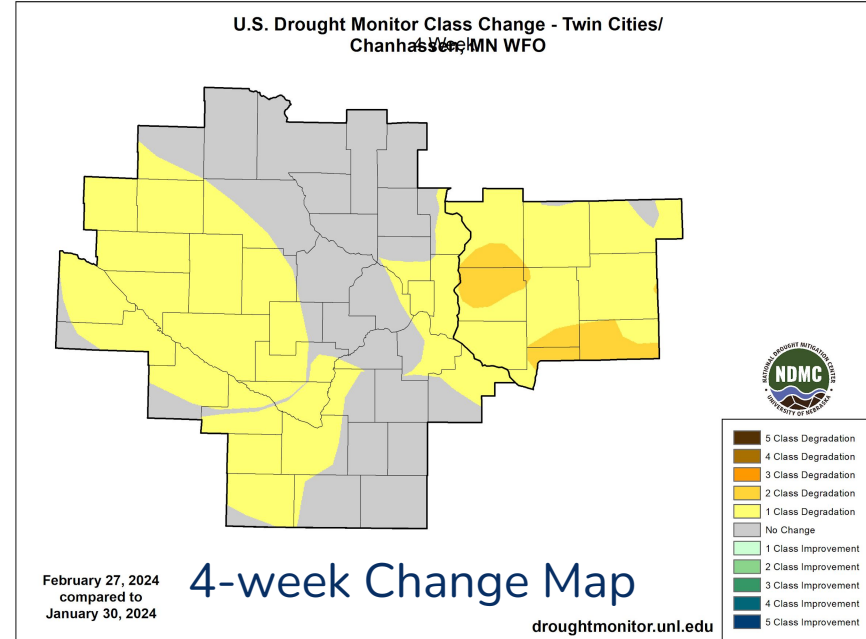 U.S. Drought Monitor Class Change - Twin Cities/
Chanhassen, MN WFO
4 Week
NATIONAL DROUGHT MITIGATION CENTER
NDMC
UNIVERSITY OF NEBRASKA
5 Class Degradation
4 Class Degradation
3 Class Degradation
2 Class Degradation
1 Class Degradation
No Change
1 Class Improvement
2 Class Improvement
3 Class Improvement
4 Class Improvement
5 Class Improvement
February 27, 2024
compared to
January 30, 2024
4-week Change Map
droughtmonitor.unl.edu